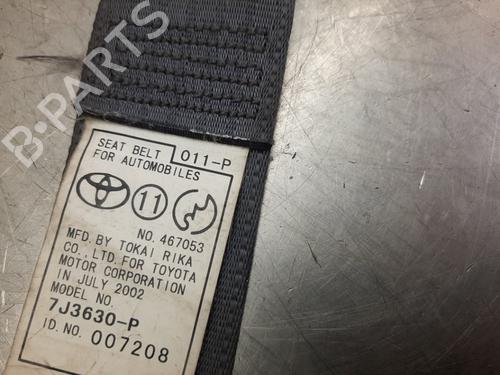 B-PARTS
SEAT BELT 011-P
FOR AUTOMOBILES
11
NO. 467053
MFD. BY TOKAI RIKA
CO., LTD. FOR TOYOTA
MOTOR CORPORATION
IN JULY 2002
MODEL NO.
7J3630-P
ID. NO. 007208